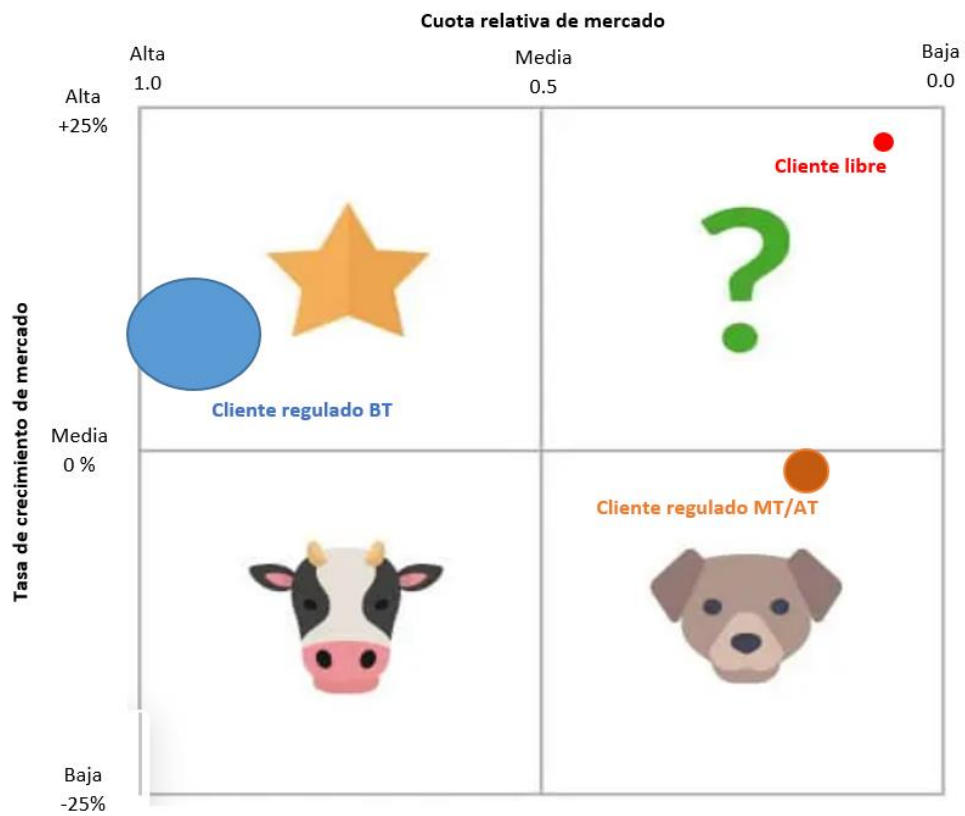 Cuota relativa de mercado
Alta
1.0
Media
0.5
Baja
0.0
Alta
+25%
Cliente libre
?
Tasa de crecimiento de mercado
Cliente regulado BT
Media
0 %
Cliente regulado MT/AT
Baja
-25%